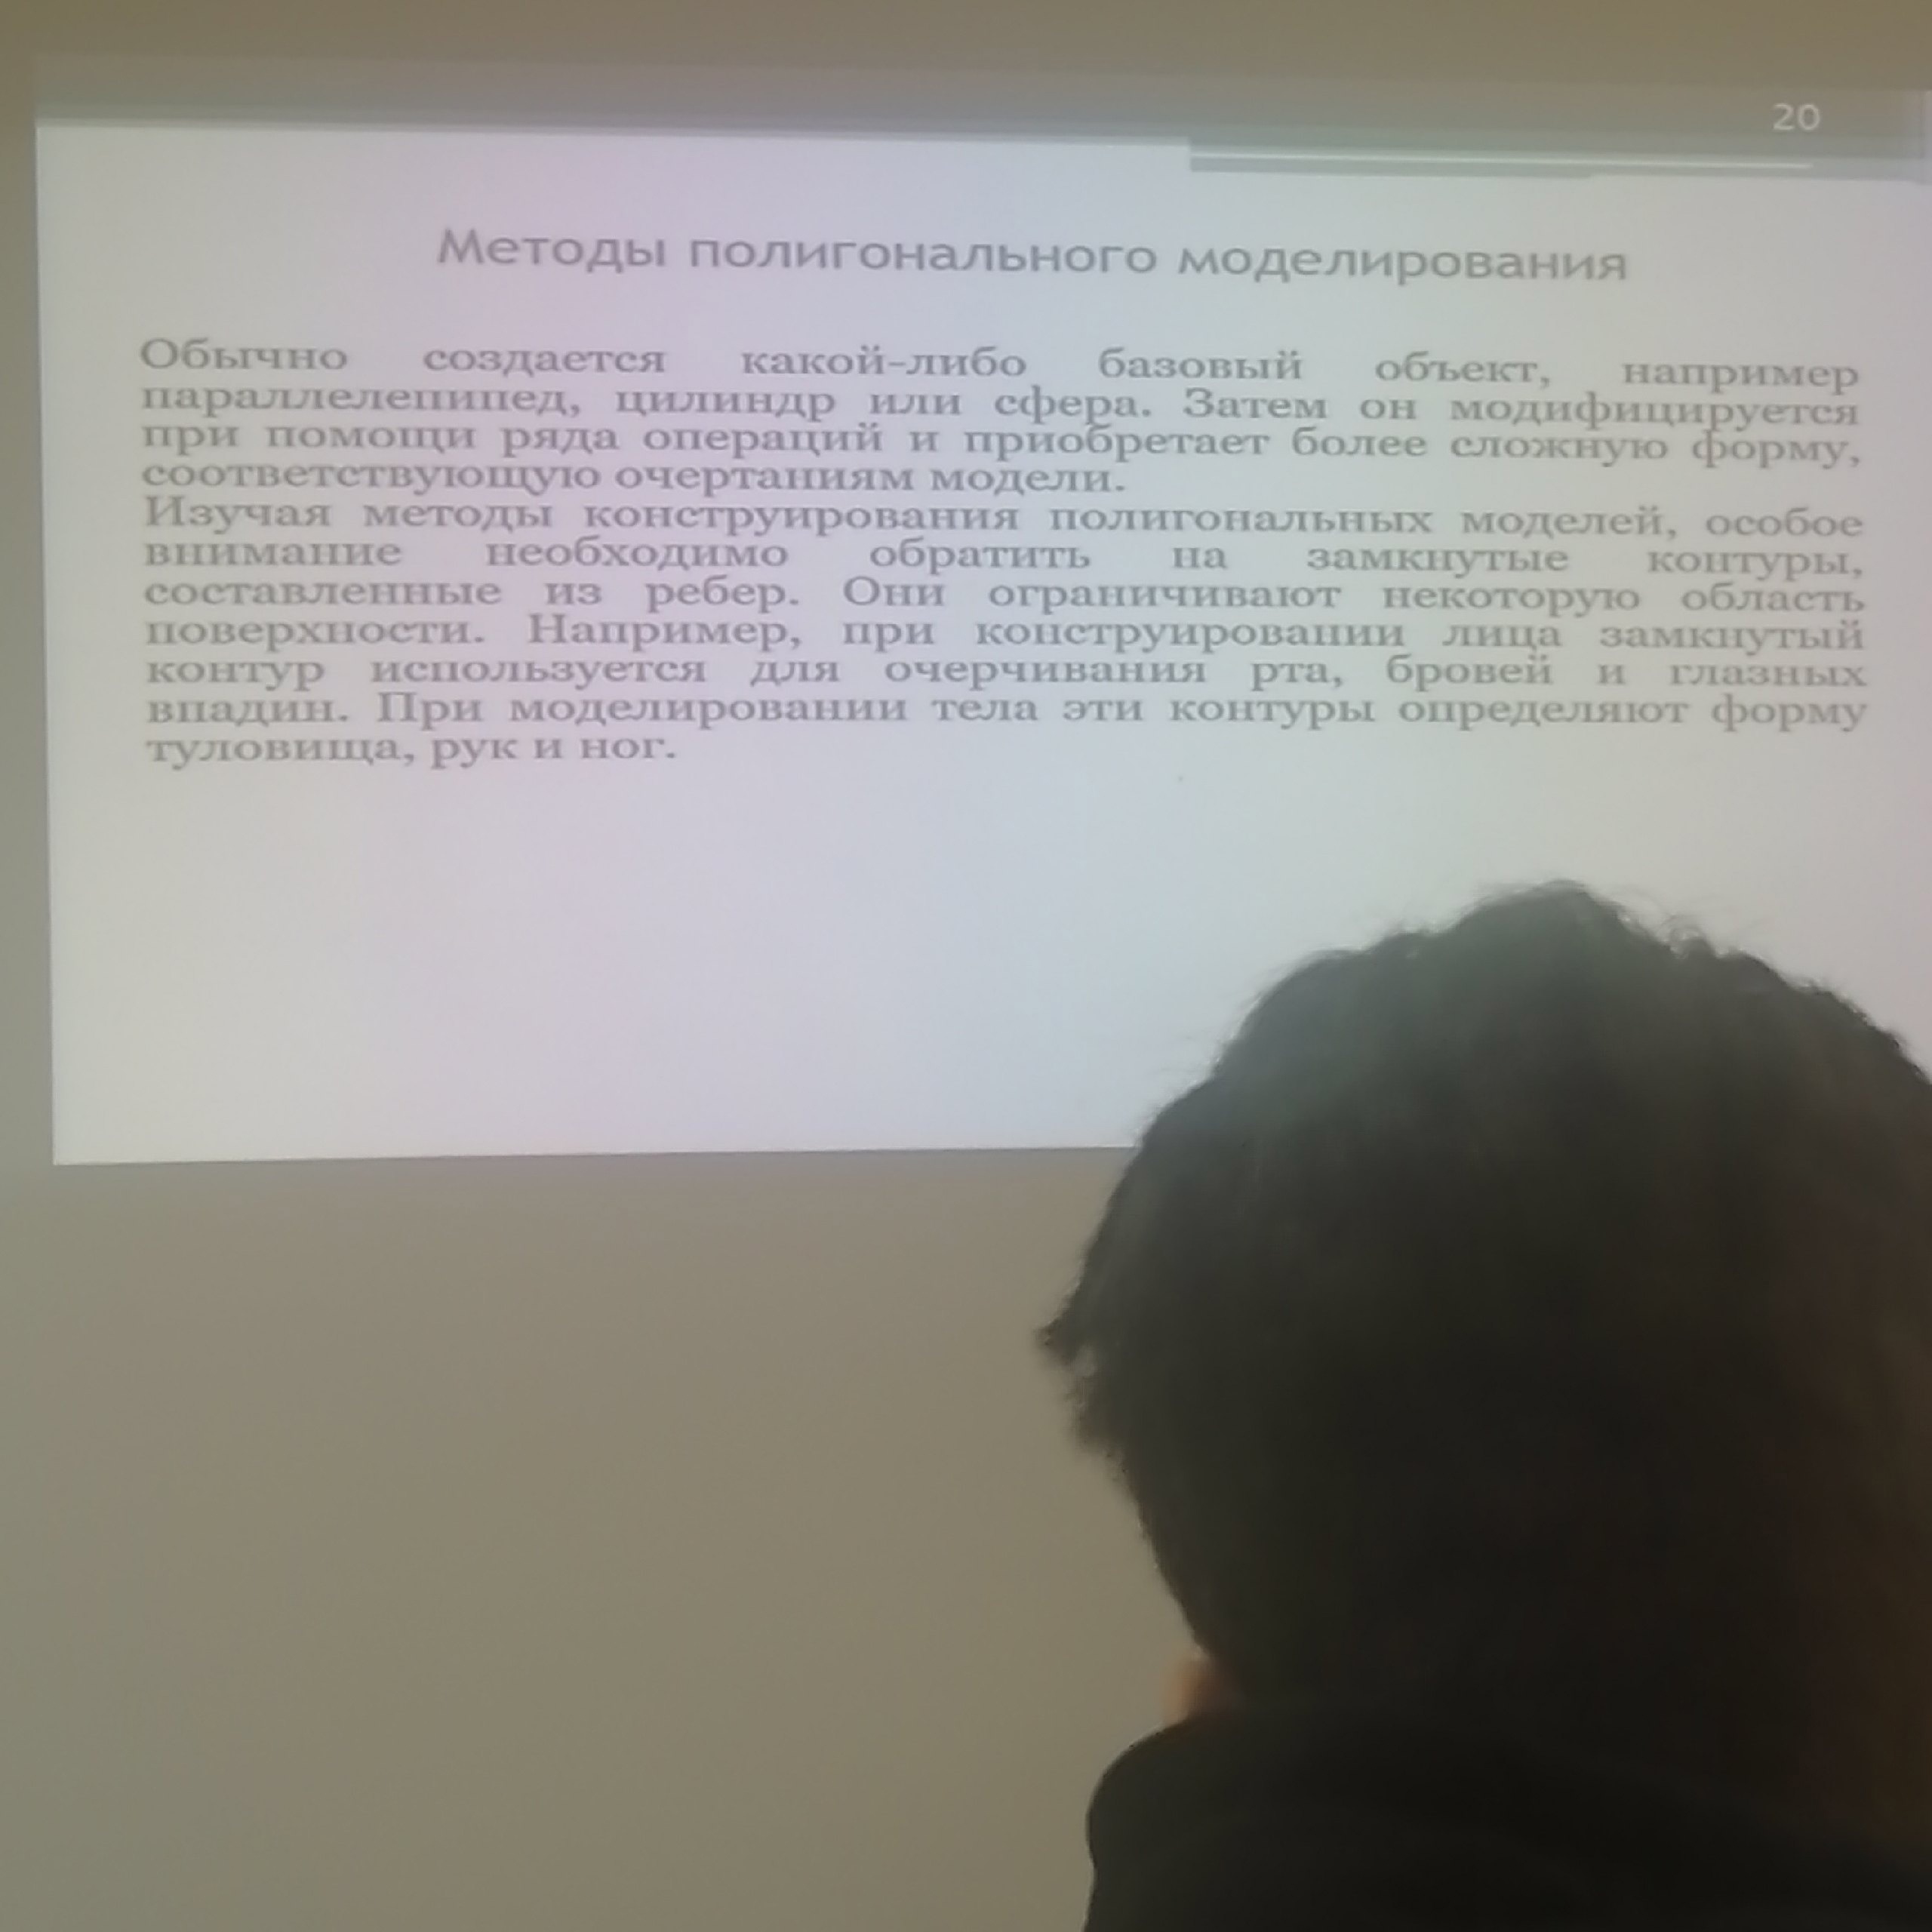 20
Методы полигонального моделирования
Обычно создается какой-либо базовый объект, например
параллелепипед, цилиндр или сфера. Затем он модифицируется
при помощи ряда операций и приобретает более сложную форму,
соответствующую очертаниям модели.
Изучая методы конструирования полигональных моделей, особое
внимание необходимо обратить на замкнутые контуры,
составленные из ребер. Они ограничивают некоторую область
поверхности. Например, при конструировании лица замкнутый
контур используется для очерчивания рта, бровей и глазных
впадин. При моделировании тела эти контуры определяют форму
туловища, рук и ног.